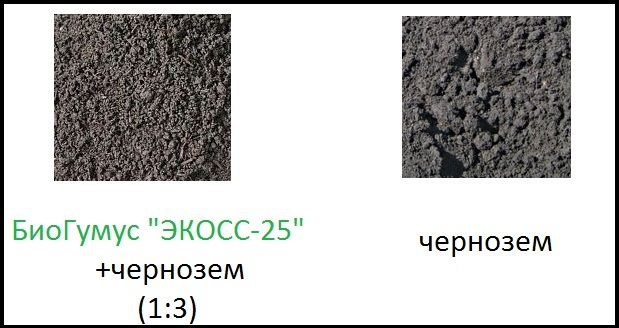 БиоГумус "ЭКОСС-25"
+чернозем
(1:3)
чернозем